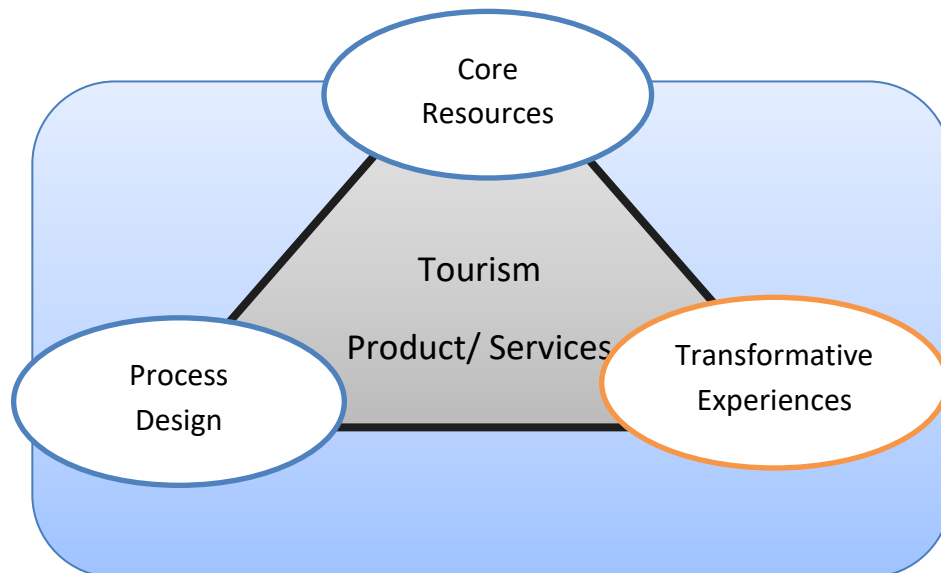 Core
Resources
Tourism
Product/ Services
Process
Design
Transformative
Experiences